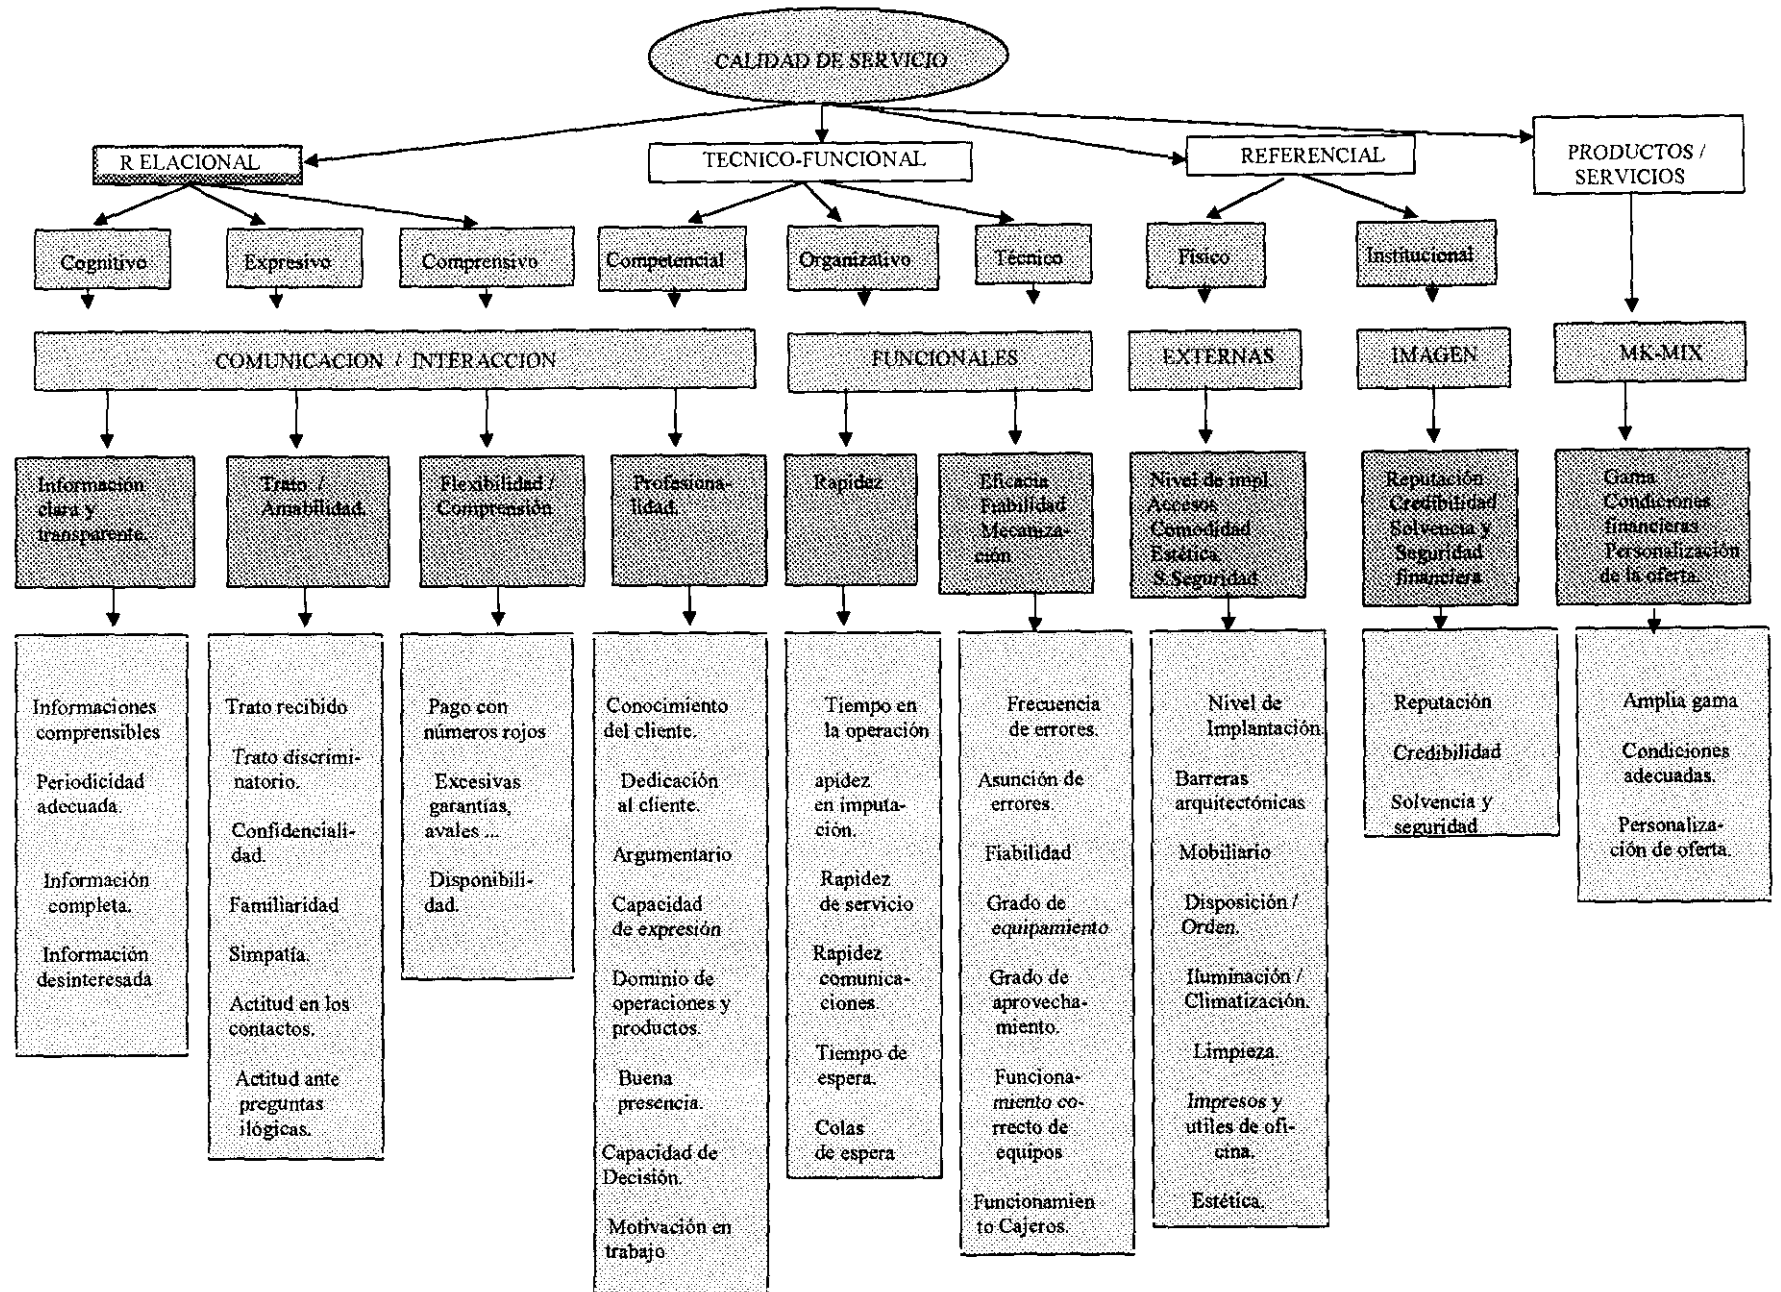 CALIDAD DE SERVICIO
R ELACIONAL
TECNICO-FUNCIONAL
REFERENCIAL
PRODUCTOS /
SERVICIOS
Cognitivo
Expresivo
Comprensivo
Competencial
Organizativo
Técnico
Físico
Institucional
COMUNICACION / INTERACCION
FUNCIONALES
EXTERNAS
IMAGEN
MK-MIX
Información
clara y
transparente.
Trato /
Amabilidad.
Flexibilidad /
Comprensión
Profesiona-
lidad.
Rapidez
Eficacia
Fiabilidad
Mecaniza-
ción
Nivel de impl.
Accesos
Comodidad
Estética.
S.Seguridad
Reputación
Credibilidad
Solvencia y
Seguridad
financiera
Gama
Condiciones
financieras
Personalización
de la oferta.
Informaciones
comprensibles
Periodicidad
adecuada.
Información
completa.
Información
desinteresada
Trato recibido
Trato discrimi-
natorio.
Confidenciali-
dad.
Familiaridad
Simpatía.
Actitud en los
contactos.
Actitud ante
preguntas
ilógicas.
Pago con
números rojos
Excesivas
garantías,
avales ...
Disponibili-
dad.
Conocimiento
del cliente.
Dedicación
al cliente.
Argumentario
Capacidad
de expresión
Dominio de
operaciones y
productos.
Buena
presencia.
Capacidad de
Decisión.
Motivación en
trabajo
Tiempo en
la operación
apidez
en imputa-
ción.
Rapidez
de servicio
Rapidez
comunica-
ciones.
Tiempo de
espera.
Colas
de espera
Frecuencia
de errores.
Asunción de
errores.
Fiabilidad
Grado de
equipamiento
Grado de
aprovecha-
miento.
Funciona-
miento co-
rrecto de
equipos
Funcionamien
to Cajeros.
Nivel de
Implantación
Barreras
arquitectónicas
Mobiliario
Disposición /
Orden.
Iluminación /
Climatización.
Limpieza.
Impresos y
utiles de ofi-
cina.
Estética.
Reputación
Credibilidad
Solvencia y
seguridad
Amplia gama
Condiciones
adecuadas.
Personaliza-
ción de oferta.